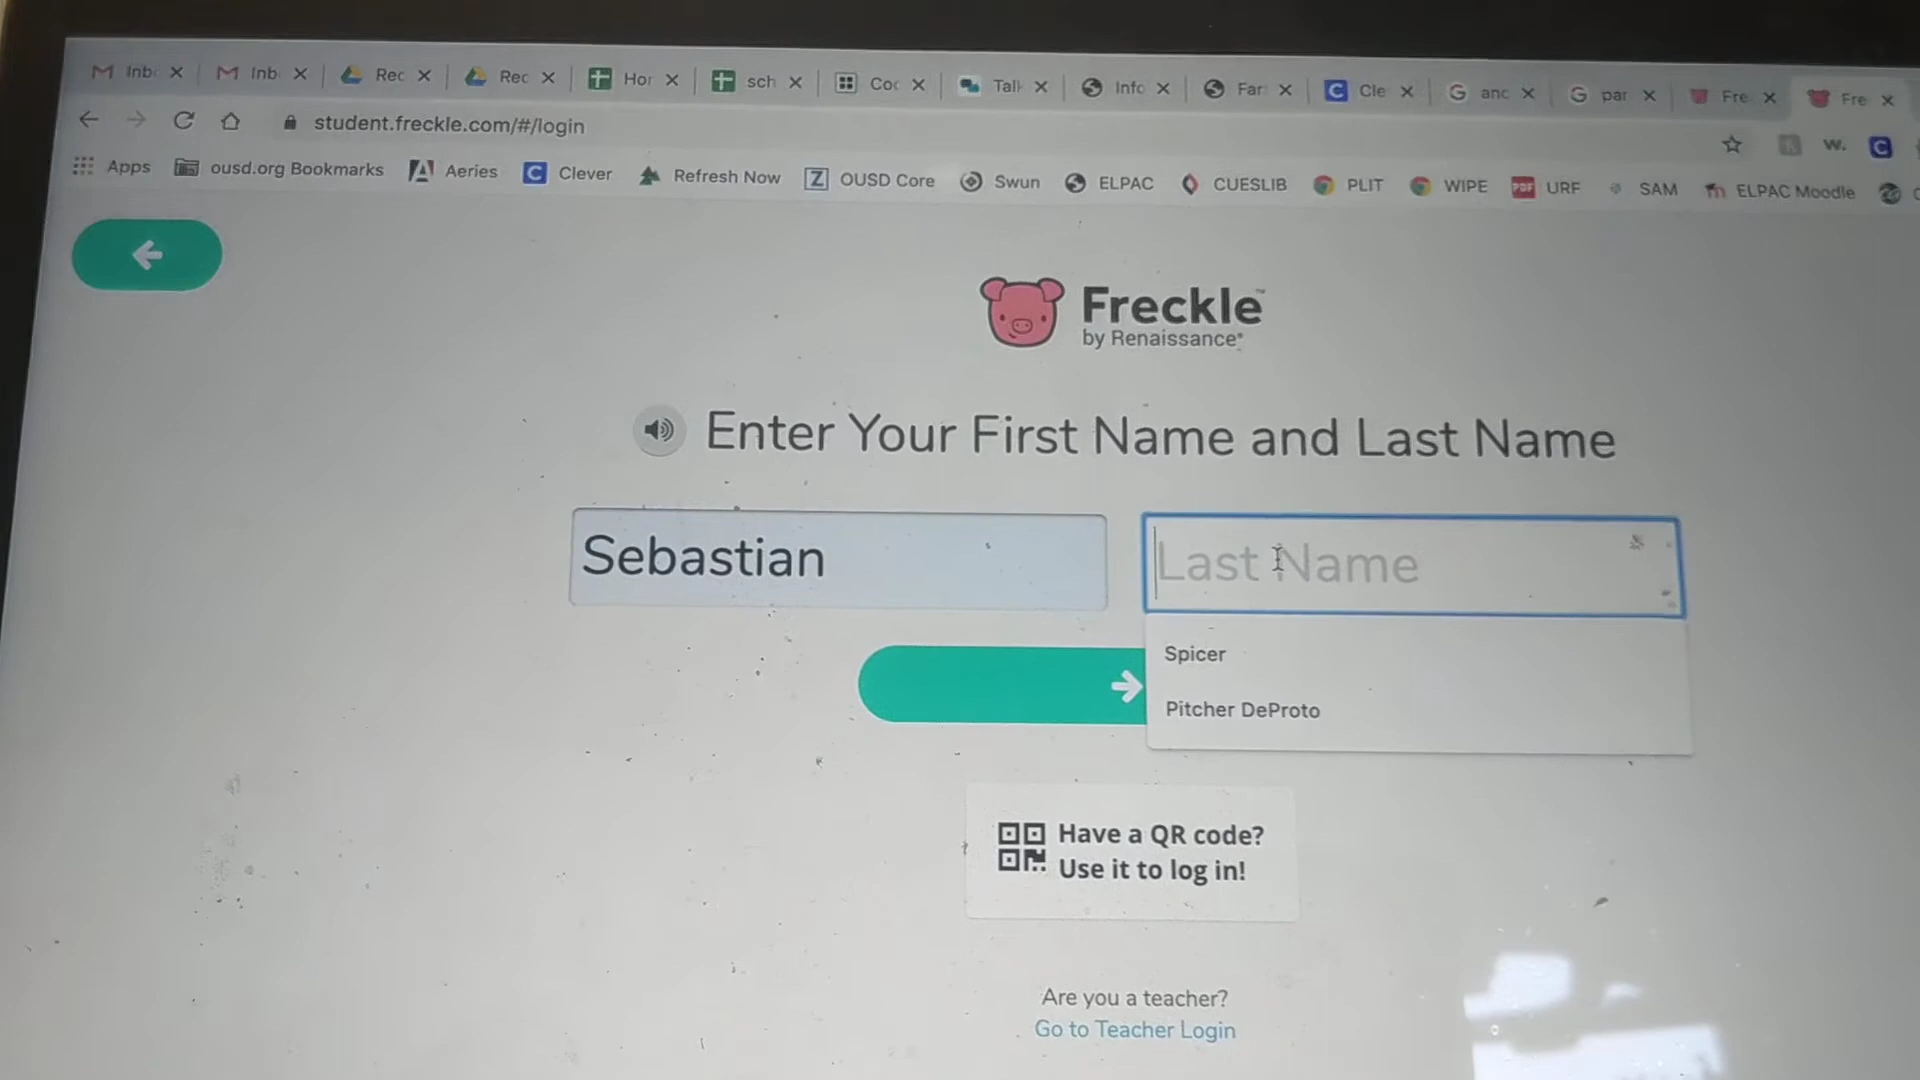 Inb
Inb
Rec
Rec
Hor
sch
Coc
Talk
Info
Far
Cle
anc
par
Fre
Fre
student.freckle.com/#/login
W.
Apps
ousd.org Bookmarks
Aeries
Clever
Refresh Now
OUSD Core
Swun
ELPAC
CUESLIB
PLIT
WIPE
PDF
URF
SAM
ELPAC Moodle
Freckle™
by Renaissance®
Enter Your First Name and Last Name
Sebastian
Last Name
Spicer
Pitcher DeProto
Have a QR code?
Use it to log in!
Are you a teacher?
Go to Teacher Login